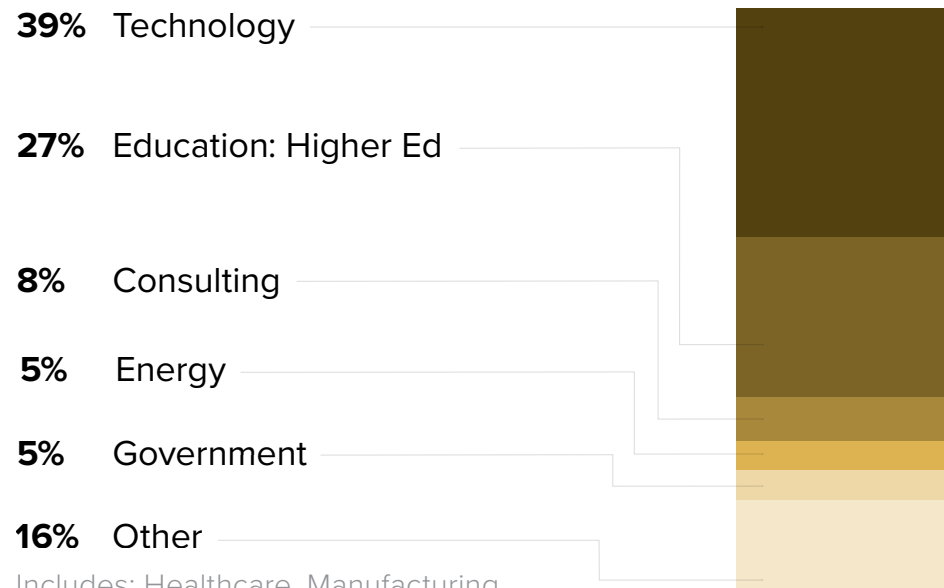 39% Technology
27% Education: Higher Ed
8% Consulting
5% Energy
5% Government
16% Other
Includes: Healthcare, Manufacturing